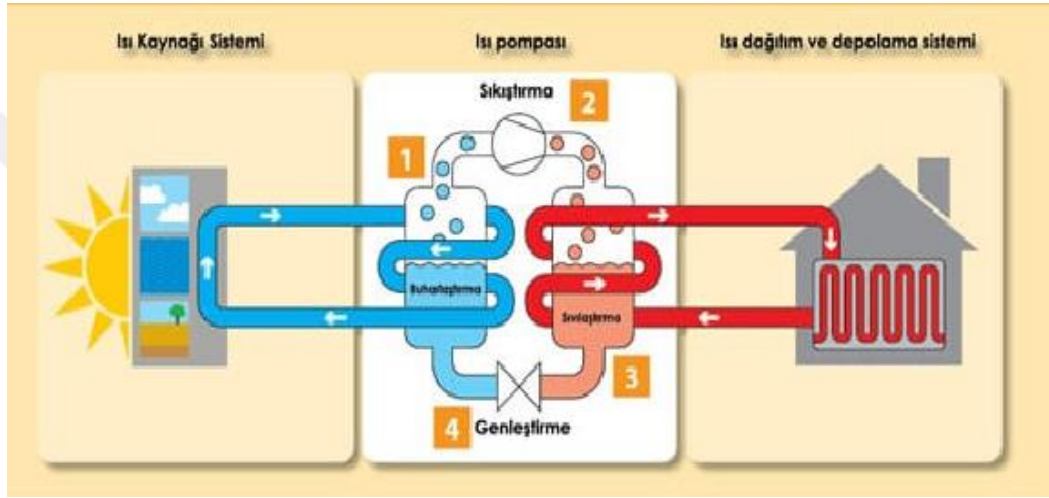 Isı Kaynağı Sistemi
Isı pompası
Isı dağıtım ve depolama sistemi
Sıkıştırma
2
1
Buharlaştırma
Sıvılaştırma
3
4
Genleştirme